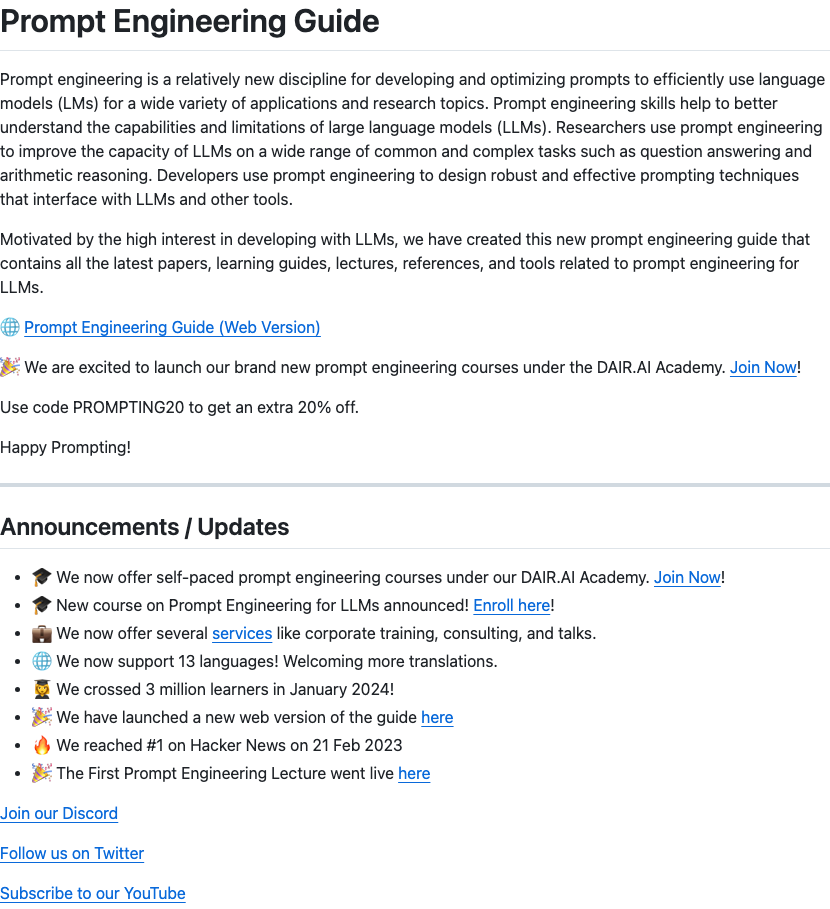 Prompt Engineering Guide
Prompt engineering is a relatively new discipline for developing and optimizing prompts to efficiently use language
models (LMs) for a wide variety of applications and research topics. Prompt engineering skills help to better
understand the capabilities and limitations of large language models (LLMs). Researchers use prompt engineering
to improve the capacity of LLMs on a wide range of common and complex tasks such as question answering and
arithmetic reasoning. Developers use prompt engineering to design robust and effective prompting techniques
that interface with LLMs and other tools.
Motivated by the high interest in developing with LLMs, we have created this new prompt engineering guide that
contains all the latest papers, learning guides, lectures, references, and tools related to prompt engineering for
LLMs.
🌐 Prompt Engineering Guide (Web Version)
🎉 We are excited to launch our brand new prompt engineering courses under the DAIR.AI Academy. Join Now!
Use code PROMPTING20 to get an extra 20% off.
Happy Prompting!
Announcements / Updates
• 🎓 We now offer self-paced prompt engineering courses under our DAIR.AI Academy. Join Now!
• 🎓 New course on Prompt Engineering for LLMs announced! Enroll here!
• 💼 We now offer several services like corporate training, consulting, and talks.
• 🌐 We now support 13 languages! Welcoming more translations.
• 👩‍🎓 We crossed 3 million learners in January 2024!
• 🎉 We have launched a new web version of the guide here
• 🔥 We reached #1 on Hacker News on 21 Feb 2023
• 🎉 The First Prompt Engineering Lecture went live here
Join our Discord
Follow us on Twitter
Subscribe to our YouTube